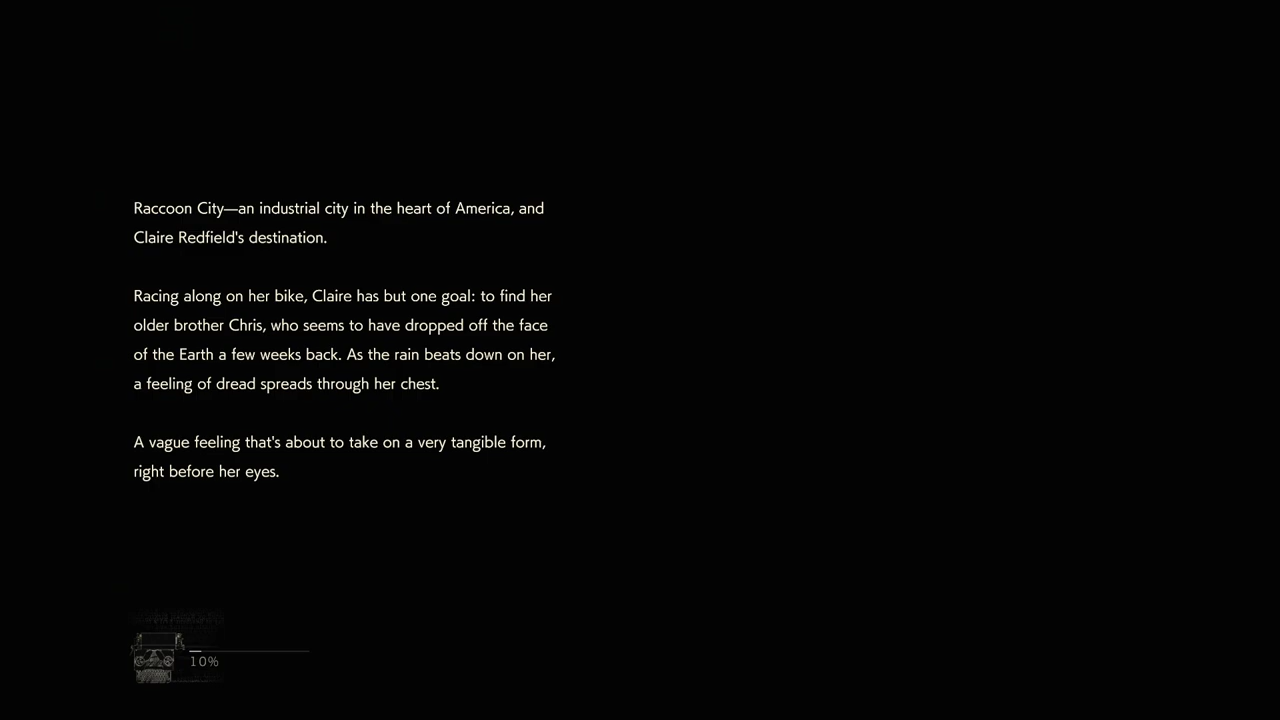 Raccoon City—an industrial city in the heart of America, and
Claire Redfield's destination.
Racing along on her bike, Claire has but one goal: to find her
older brother Chris, who seems to have dropped off the face
of the Earth a few weeks back. As the rain beats down on her,
a feeling of dread spreads through her chest.
A vague feeling that's about to take on a very tangible form,
right before her eyes.
10%